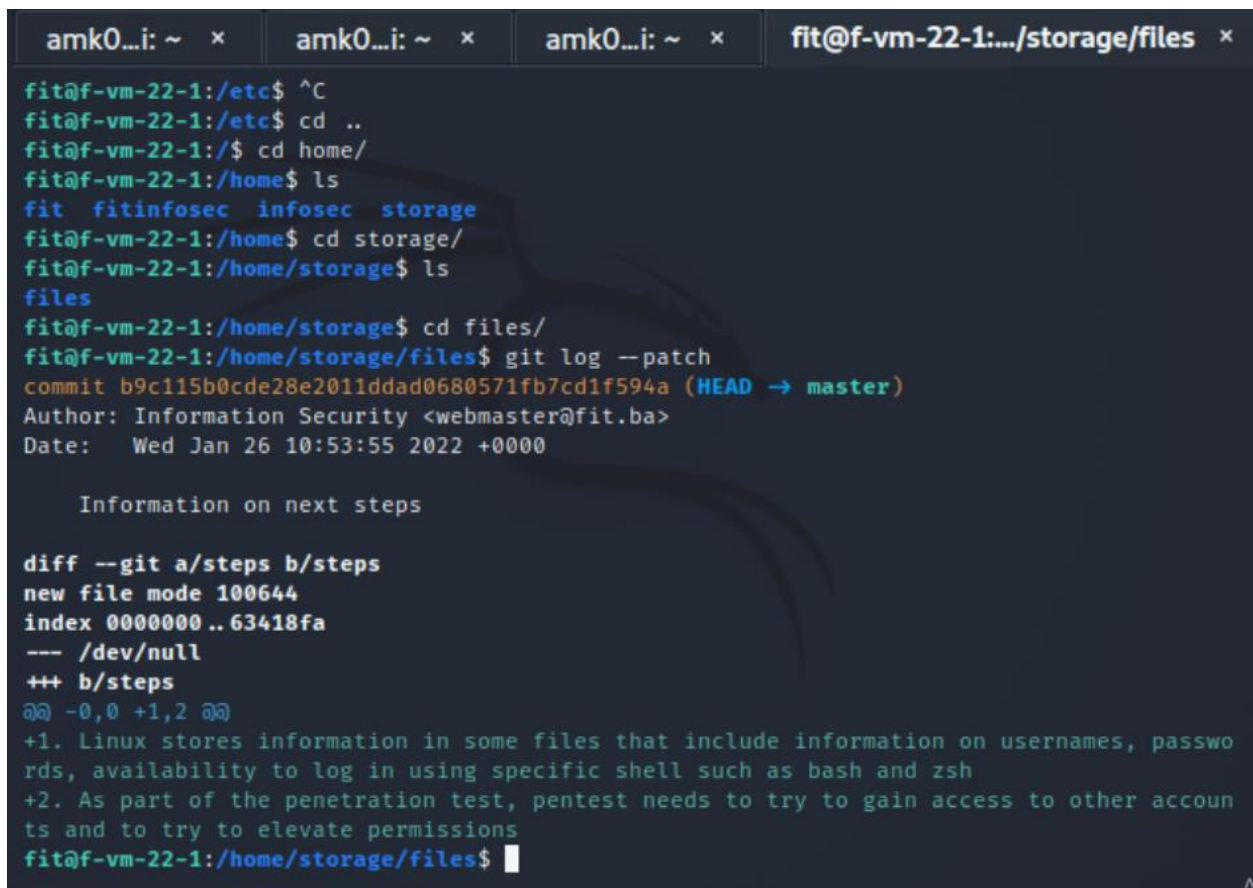 amk0...i: ~ × amk0...i: ~ × amk0...i: ~ × fit@f-vm-22-1:.../storage/files ×
fit@f-vm-22-1:/etc$ ^C
fit@f-vm-22-1:/etc$ cd ..
fit@f-vm-22-1:/$ cd home/
fit@f-vm-22-1:/home$ ls
fit  fitinfosec  infosec  storage
fit@f-vm-22-1:/home$ cd storage/
fit@f-vm-22-1:/home/storage$ ls
files
fit@f-vm-22-1:/home/storage$ cd files/
fit@f-vm-22-1:/home/storage/files$ git log --patch
commit b9c115b0cde28e2011ddad0680571fb7cd1f594a (HEAD → master)
Author: Information Security <webmaster@fit.ba>
Date:   Wed Jan 26 10:53:55 2022 +0000
    Information on next steps
diff --git a/steps b/steps
new file mode 100644
index 0000000..63418fa
--- /dev/null
+++ b/steps
@@ -0,0 +1,2 @@
+1. Linux stores information in some files that include information on usernames, passwo
rds, availability to log in using specific shell such as bash and zsh
+2. As part of the penetration test, pentest needs to try to gain access to other accoun
ts and to try to elevate permissions
fit@f-vm-22-1:/home/storage/files$